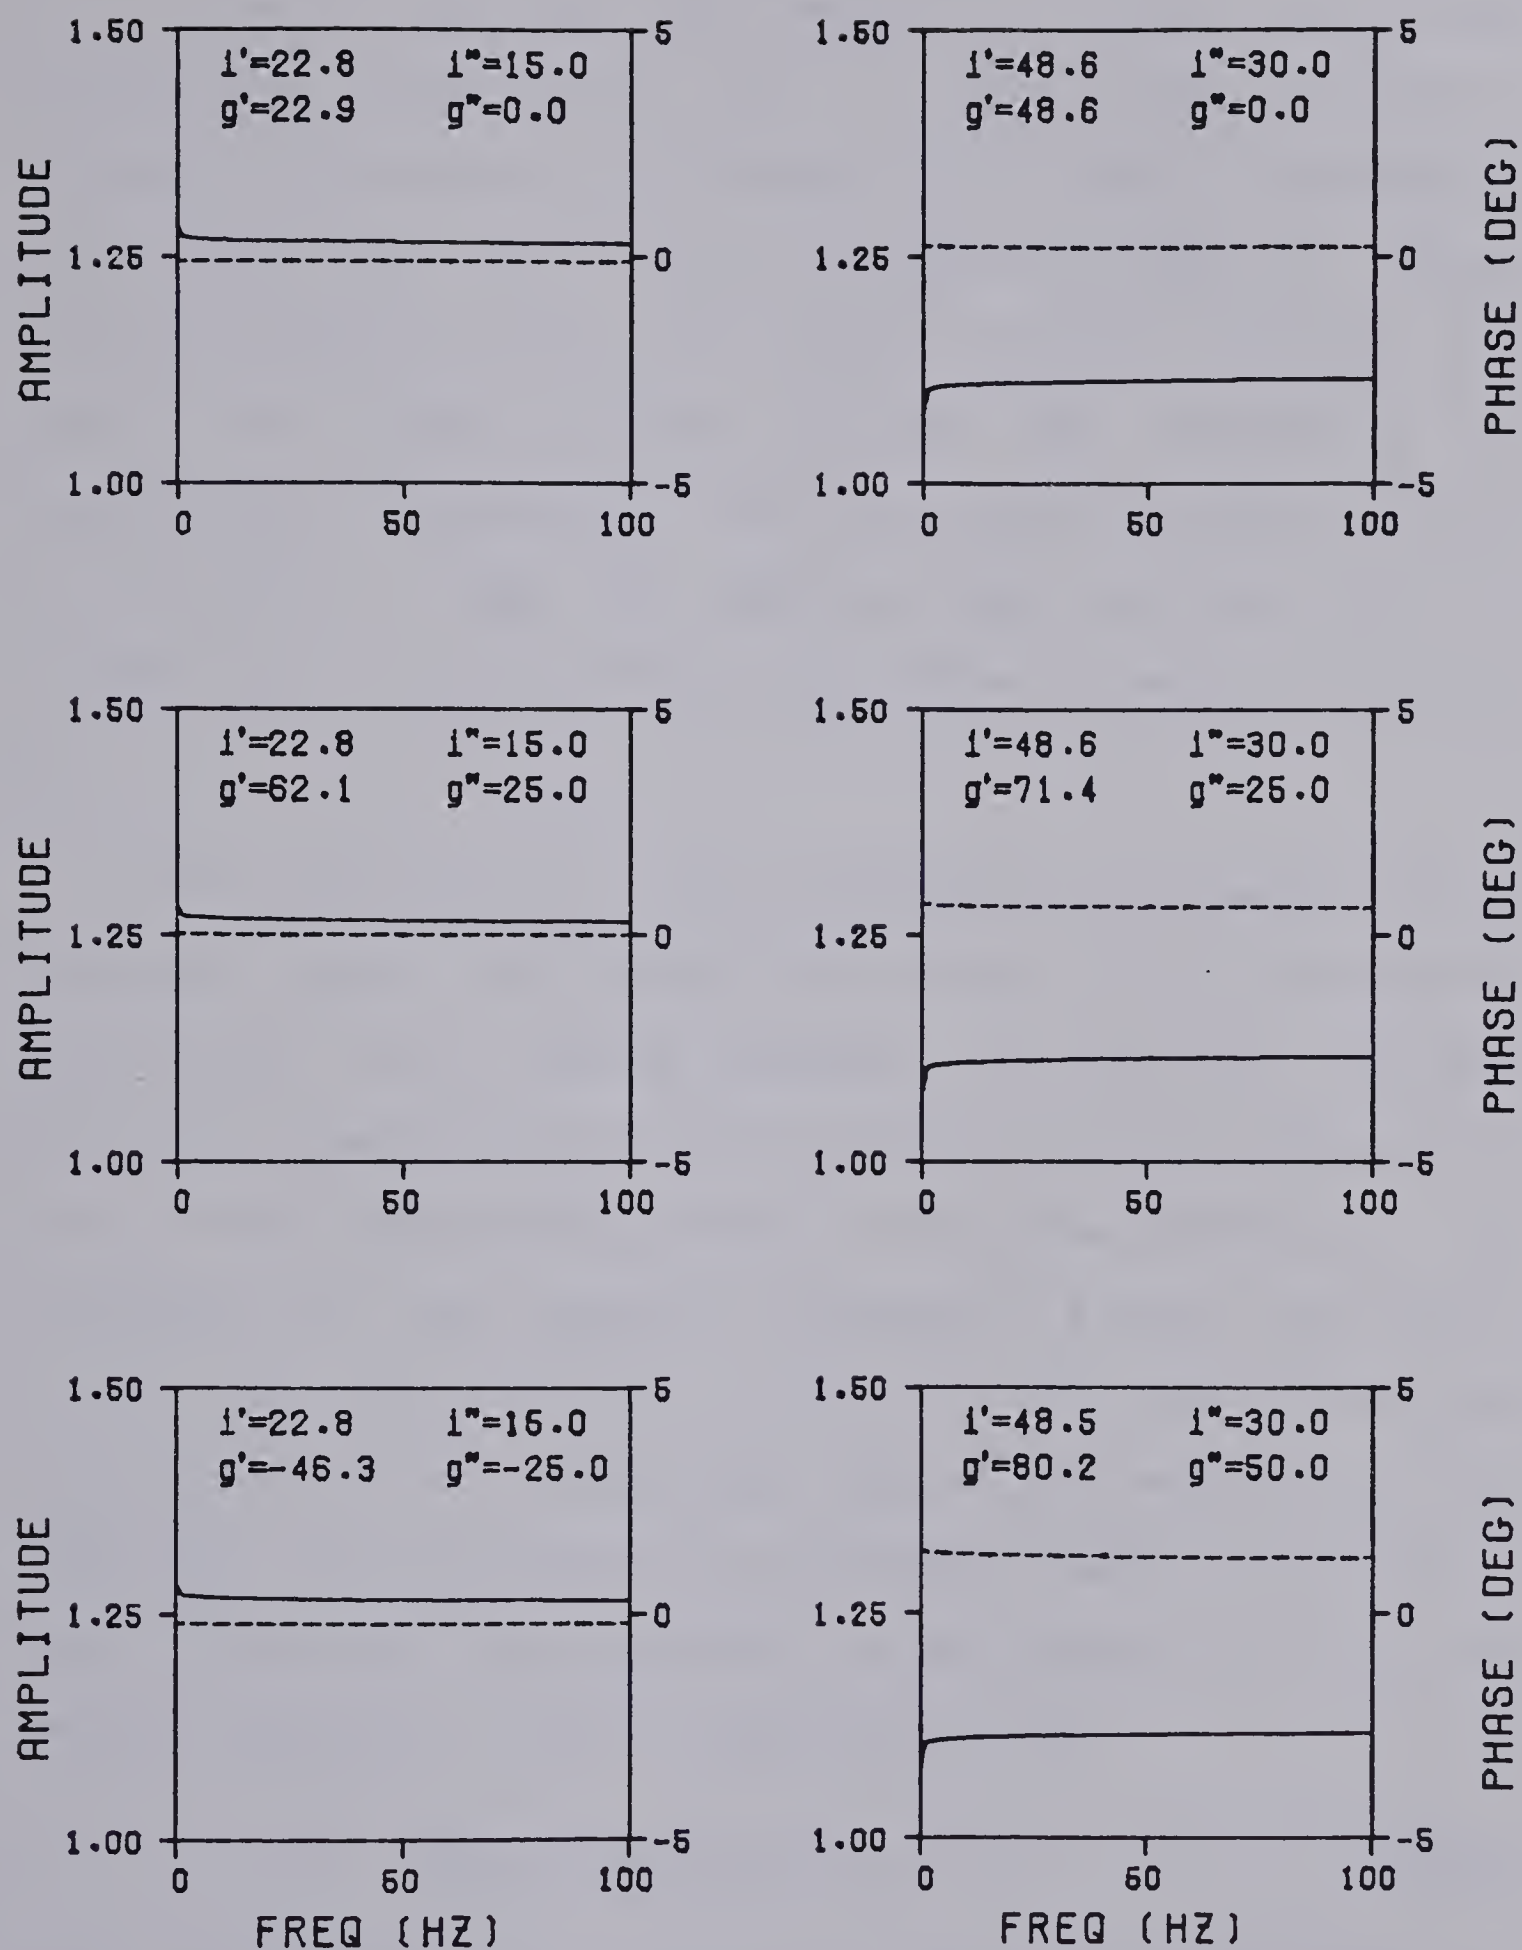 1.50
5
i'=22.8 i"=15.0
g'=22.9 g"=0.0
AMPLITUDE
1.25
0
1.00
-5
0 50 100
1.50
5
i'=48.6 i"=30.0
g'=48.6 g"=0.0
1.25
0
PHASE (DEG)
1.00
-5
0 50 100
1.50
5
i'=22.8 i"=15.0
g'=62.1 g"=25.0
AMPLITUDE
1.25
0
1.00
-5
0 50 100
1.50
5
i'=48.6 i"=30.0
g'=71.4 g"=25.0
1.25
0
PHASE (DEG)
1.00
-5
0 50 100
1.50
5
i'=22.8 i"=15.0
g'=-46.3 g"=-25.0
AMPLITUDE
1.25
0
1.00
-5
0 50 100
FREQ (HZ)
1.50
5
i'=48.5 i"=30.0
g'=80.2 g"=50.0
1.25
0
PHASE (DEG)
1.00
-5
0 50 100
FREQ (HZ)